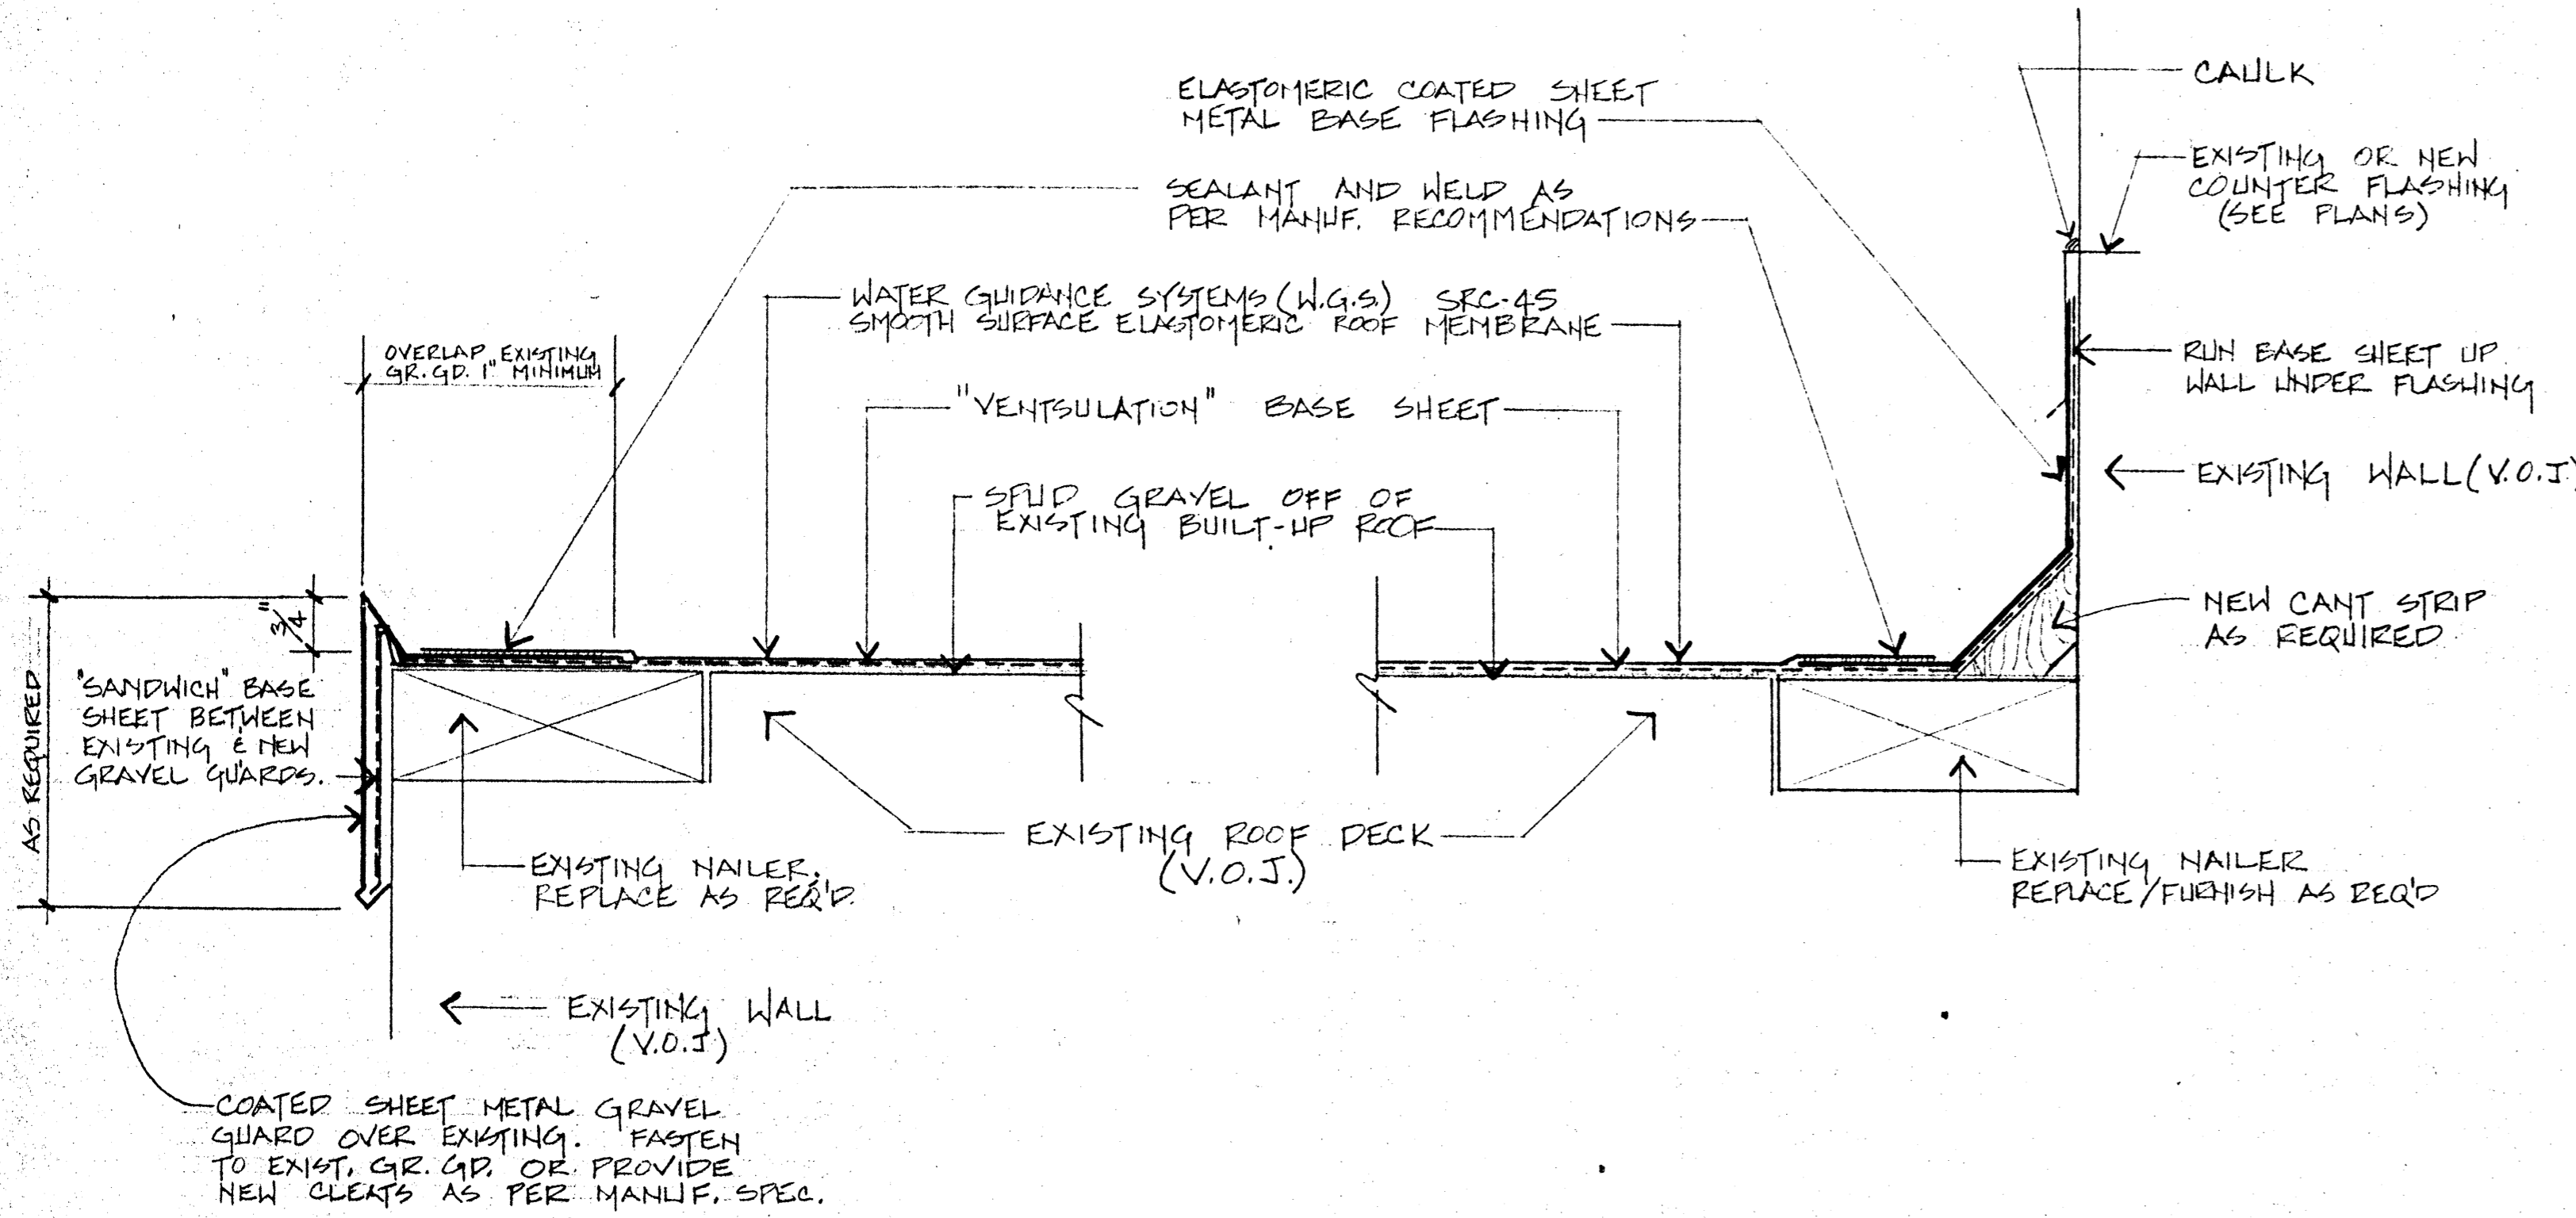 CAULK
ELASTOMERIC COATED SHEET
METAL BASE FLASHING
EXISTING OR NEW
COUNTER FLASHING
(SEE PLANS)
SEALANT AND WELD AS
PER MANUF. RECOMMENDATIONS
WATER GUIDANCE SYSTEMS (W.G.S.) SRC-45
SMOOTH SURFACE ELASTOMERIC ROOF MEMBRANE
OVERLAP EXISTING
GR. GD. 1" MINIMUM
RUN BASE SHEET UP
WALL UNDER FLASHING
"VENTSULATION" BASE SHEET
EXISTING WALL (V.O.J.)
SPUD GRAVEL OFF OF
EXISTING BUILT-UP ROOF
3/4"
NEW CANT STRIP
AS REQUIRED
AS REQUIRED
"SANDWICH" BASE
SHEET BETWEEN
EXISTING & NEW
GRAVEL GUARDS.
EXISTING ROOF DECK
(V.O.J.)
EXISTING NAILER.
REPLACE AS REQ'D.
EXISTING NAILER
REPLACE/FURNISH AS REQ'D
EXISTING WALL
(V.O.J)
COATED SHEET METAL GRAVEL
GUARD OVER EXISTING. FASTEN
TO EXIST. GR. GD. OR PROVIDE
NEW CLEATS AS PER MANUF. SPEC.